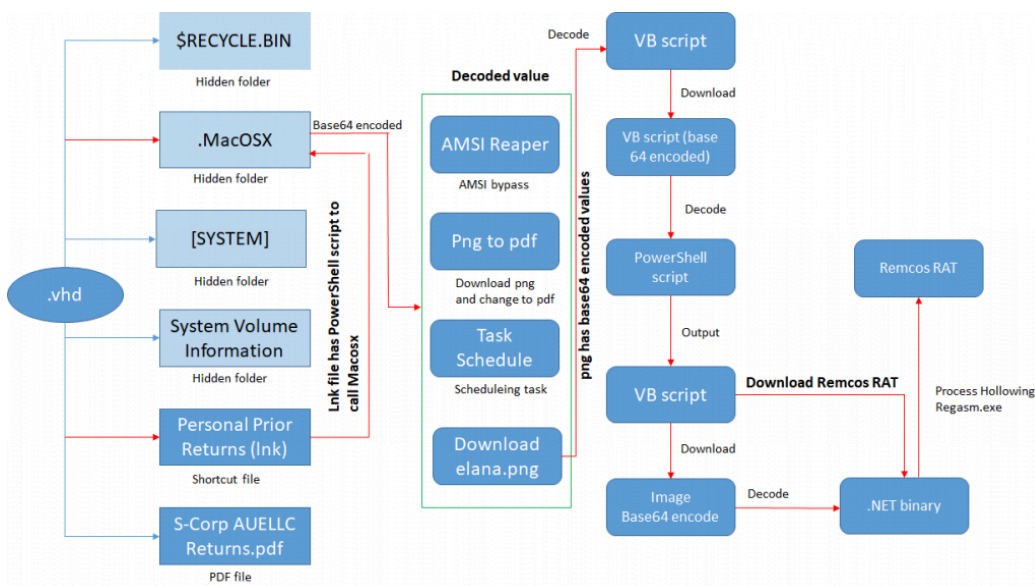 $RECYCLE.BIN
Hidden folder
.MacOSX
Hidden folder
[SYSTEM]
Hidden folder
.vhd
System Volume
Information
Hidden folder
Personal Prior
Returns (lnk)
Shortcut file
S-Corp AUELLC
Returns.pdf
PDF file
Base64 encoded
Lnk file has PowerShell script to
call Macosx
Decoded value
AMSI Reaper
AMSI bypass
Png to pdf
Download png
and change to pdf
Task
Schedule
Scheduleing task
Download
elana.png
png has base64 encoded values
Decode
VB script
Download
VB script (base
64 encoded)
Decode
PowerShell
script
Output
VB script
Download Remcos RAT
Download
Image
Base64 encode
Decode
.NET binary
Process Hollowing
Regasm.exe
Remcos RAT